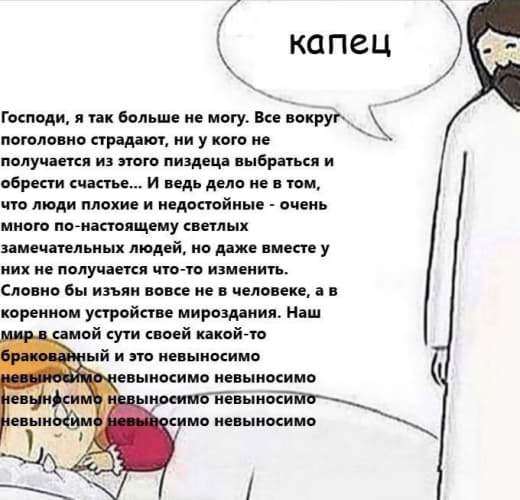 капец
Господи, я так больше не могу. Все вокруг
поголовно страдают, ни у кого не
получается из этого пиздеца выбраться и
обрести счастье... И ведь дело не в том,
что люди плохие и недостойные - очень
много по-настоящему светлых
замечательных людей, но даже вместе у
них не получается что-то изменить.
Словно бы изъян вовсе не в человеке, а в
коренном устройстве мироздания. Наш
мир в самой сути своей какой-то
бракованный и это невыносимо
невыносимо невыносимо невыносимо
невыносимо невыносимо невыносимо
невыносимо невыносимо невыносимо